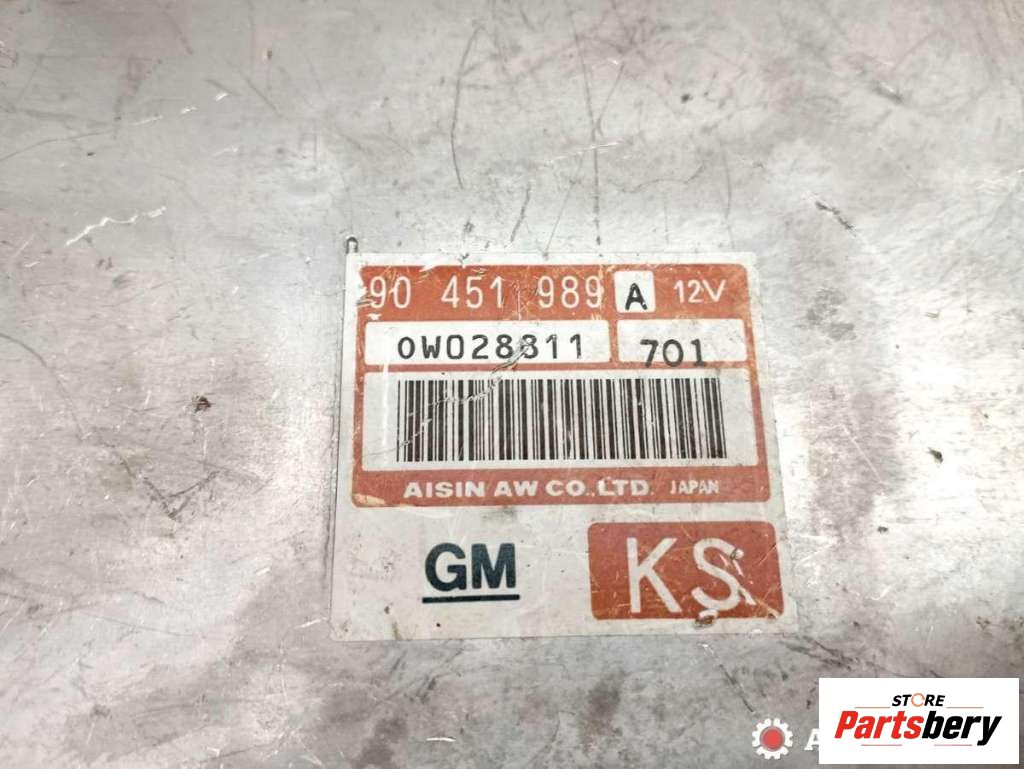 90 451 989 A 12V
0W028811 701
AISIN AW CO.,LTD. JAPAN
GM KS
STORE
Partsbery